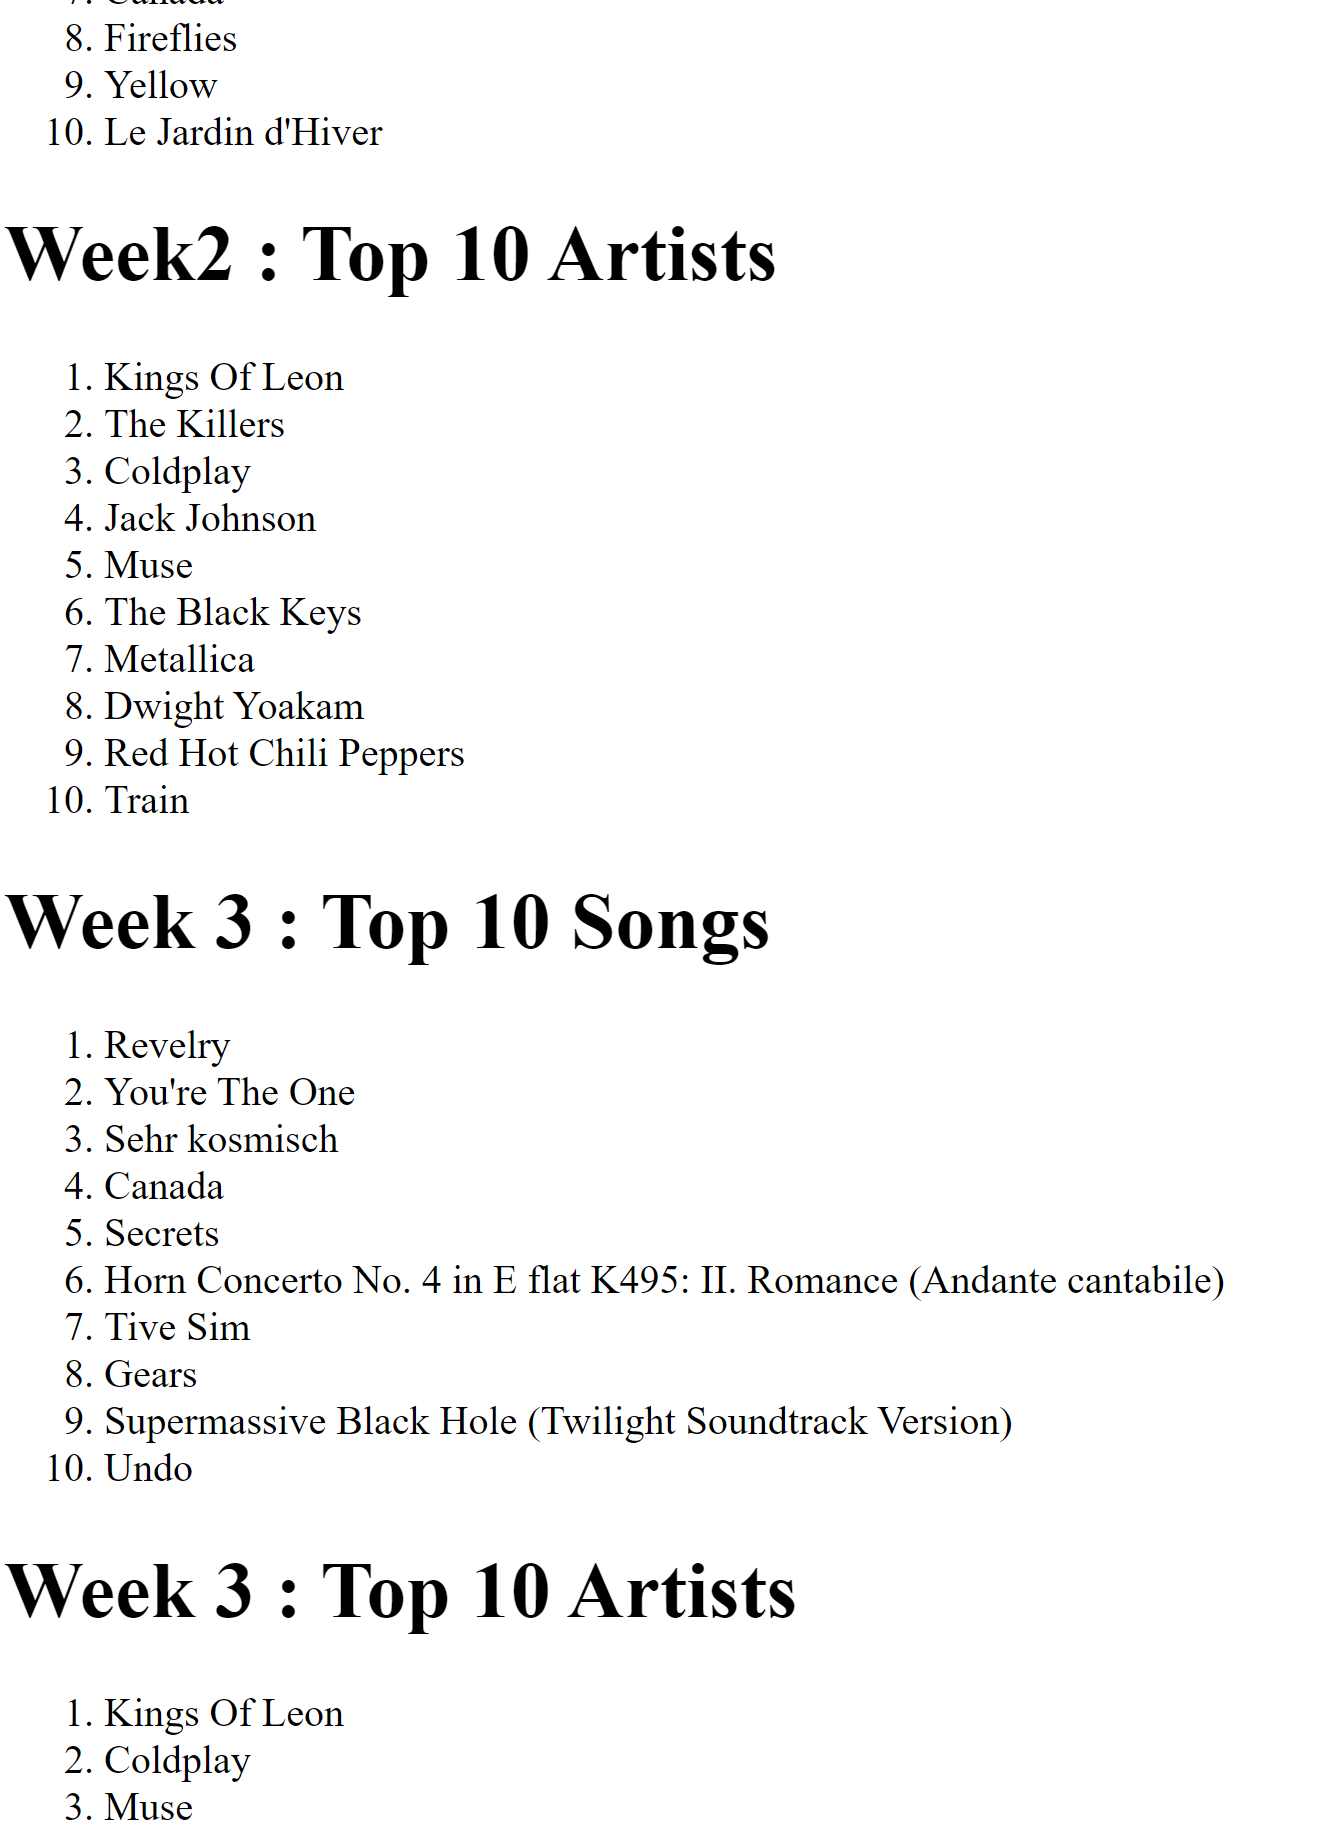 7. Canada
8. Fireflies
9. Yellow
10. Le Jardin d'Hiver
Week2 : Top 10 Artists
1. Kings Of Leon
2. The Killers
3. Coldplay
4. Jack Johnson
5. Muse
6. The Black Keys
7. Metallica
8. Dwight Yoakam
9. Red Hot Chili Peppers
10. Train
Week 3 : Top 10 Songs
1. Revelry
2. You're The One
3. Sehr kosmisch
4. Canada
5. Secrets
6. Horn Concerto No. 4 in E flat K495: II. Romance (Andante cantabile)
7. Tive Sim
8. Gears
9. Supermassive Black Hole (Twilight Soundtrack Version)
10. Undo
Week 3 : Top 10 Artists
1. Kings Of Leon
2. Coldplay
3. Muse